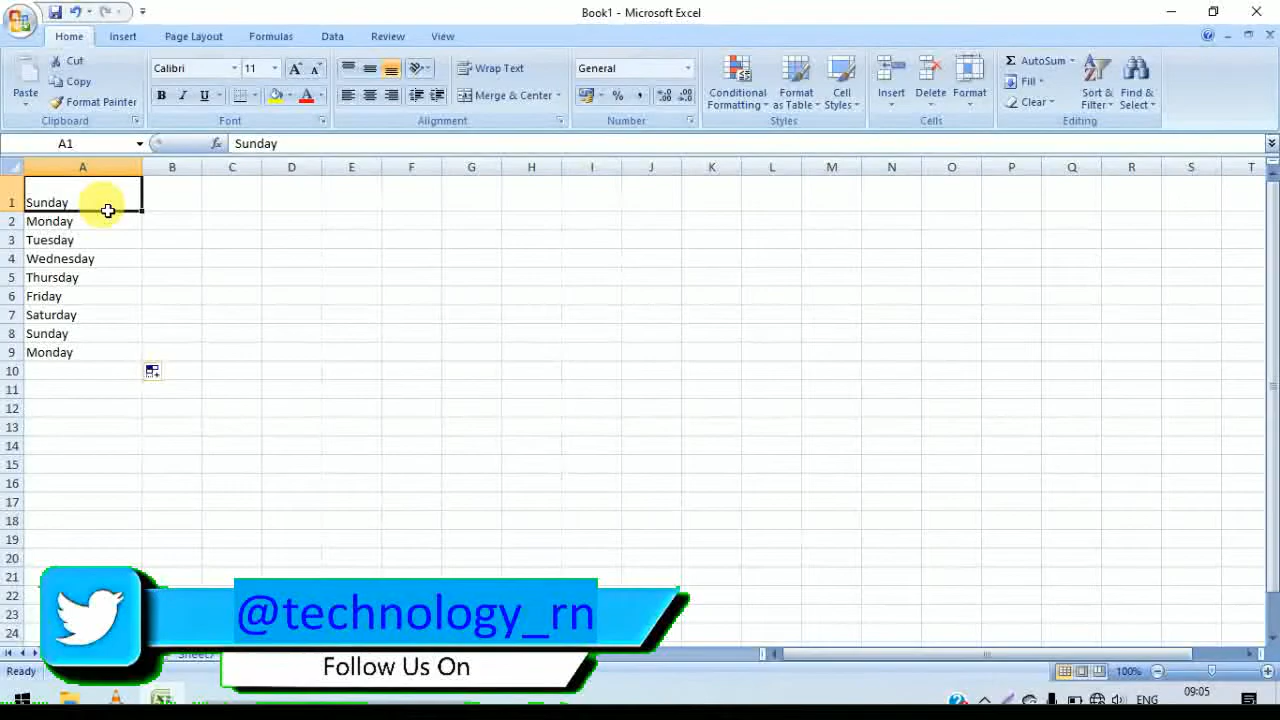 Book1 - Microsoft Excel
Home Insert Page Layout Formulas Data Review View
Paste Cut Copy Format Painter
Calibri 11
B I U
Wrap Text
Merge & Center
General
% ,
Conditional Formatting Format as Table Cell Styles
Insert Delete Format
Σ AutoSum Fill Clear
Sort & Filter Find & Select
Clipboard Font Alignment Number Styles Cells Editing
A1 fx Sunday
A B C D E F G H I J K L M N O P Q R S T
1 Sunday
2 Monday
3 Tuesday
4 Wednesday
5 Thursday
6 Friday
7 Saturday
8 Sunday
9 Monday
10
11
12
13
14
15
16
17
18
19
20
21
22
23
24
@technology_rn
Follow Us On
Ready 100%
ENG 09:05